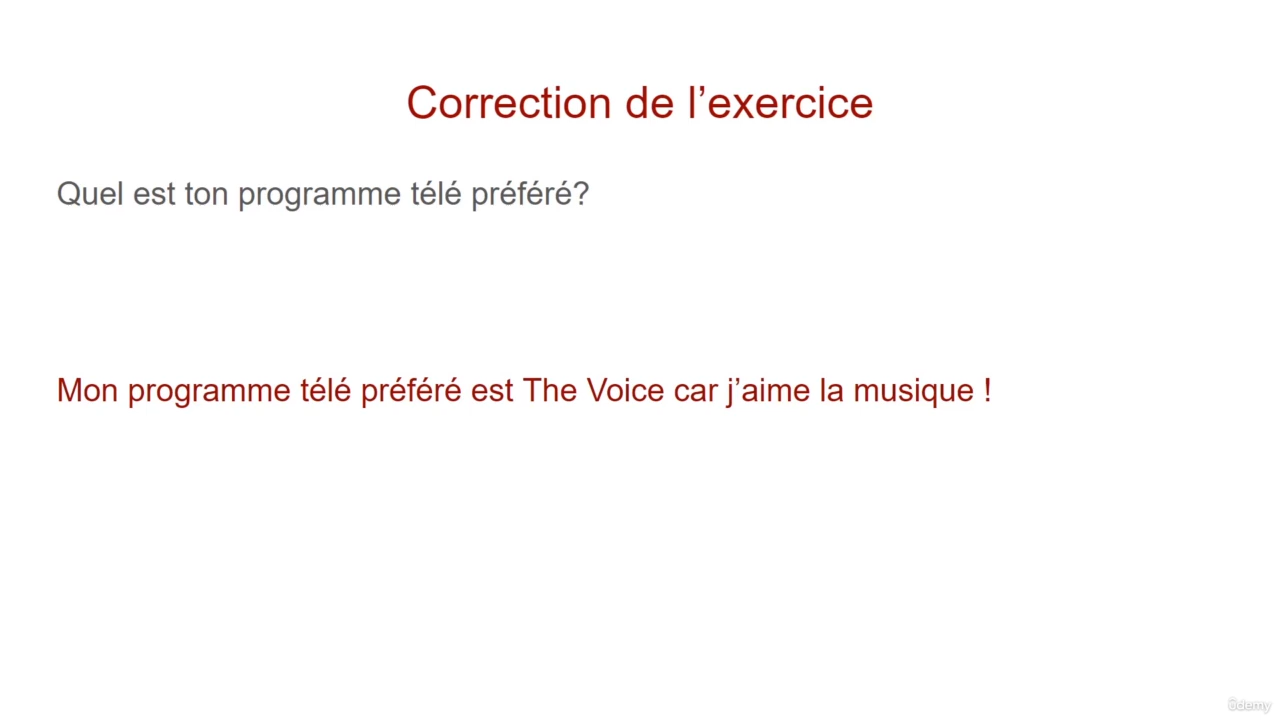 Correction de l’exercice
Quel est ton programme télé préféré?
Mon programme télé préféré est The Voice car j’aime la musique !
ûdemy